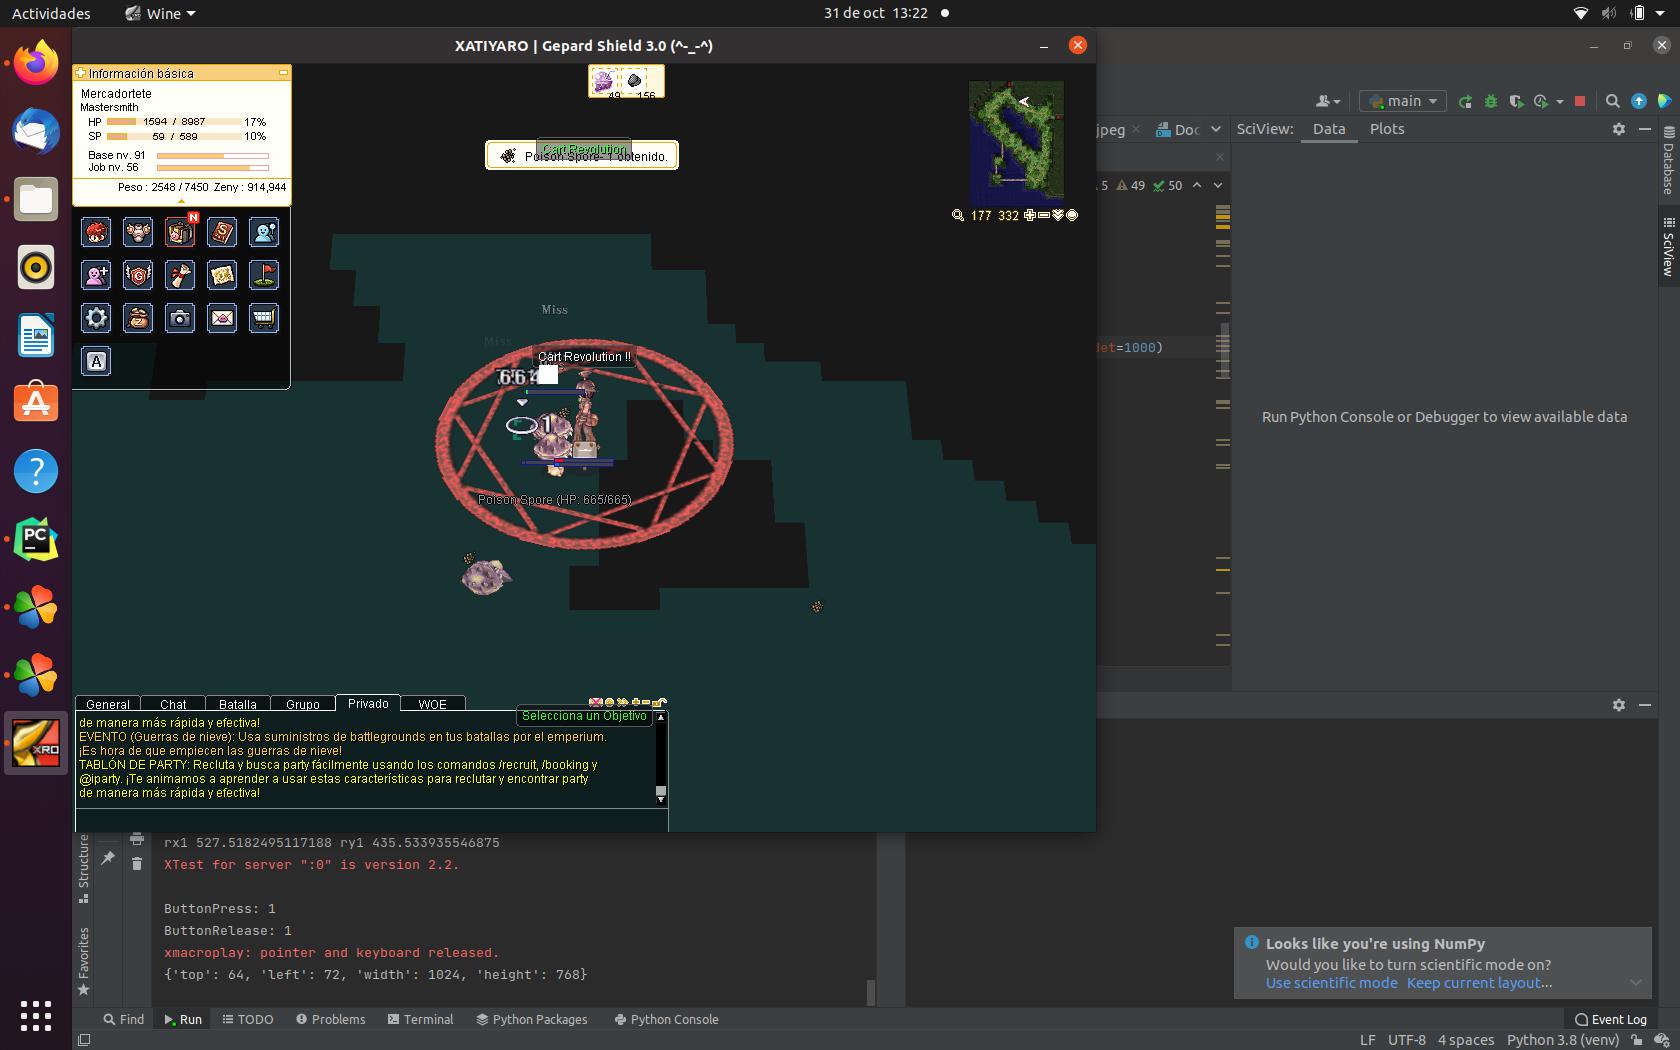 Actividades
Wine
31 de oct 13:22
XATIYARO | Gepard Shield 3.0 (^-_-^)
Información básica
Mercadortete
Mastersmith
HP 1594 / 8987 17%
SP 59 / 589 10%
Base nv. 91
Job nv. 56
Peso : 2548 / 7450 Zeny : 914,944
N
S
G
A
49 156
Cart Revolution
Poison Spore- 1 obtenido.
177 332
Miss
Miss
Cart Revolution !!
1
Poison Spore (HP: 665/665)
General Chat Batalla Grupo Privado WOE
Selecciona un Objetivo
de manera más rápida y efectiva!
EVENTO (Guerras de nieve): Usa suministros de battlegrounds en tus batallas por el emperium.
¡Es hora de que empiecen las guerras de nieve!
TABLÓN DE PARTY: Recluta y busca party fácilmente usando los comandos /recruit, /booking y
@iparty. ¡Te animamos a aprender a usar estas características para reclutar y encontrar party
de manera más rápida y efectiva!
main
jpeg Doc
SciView: Data Plots
5 49 50
det=1000)
Database
SciView
Run Python Console or Debugger to view available data
PC
XRO
Structure
Favorites
rx1 527.5182495117188 ry1 435.533935546875
XTest for server ":0" is version 2.2.
ButtonPress: 1
ButtonRelease: 1
xmacroplay: pointer and keyboard released.
{'top': 64, 'left': 72, 'width': 1024, 'height': 768}
Looks like you're using NumPy
Would you like to turn scientific mode on?
Use scientific mode Keep current layout...
Find Run TODO Problems Terminal Python Packages Python Console Event Log
LF UTF-8 4 spaces Python 3.8 (venv)